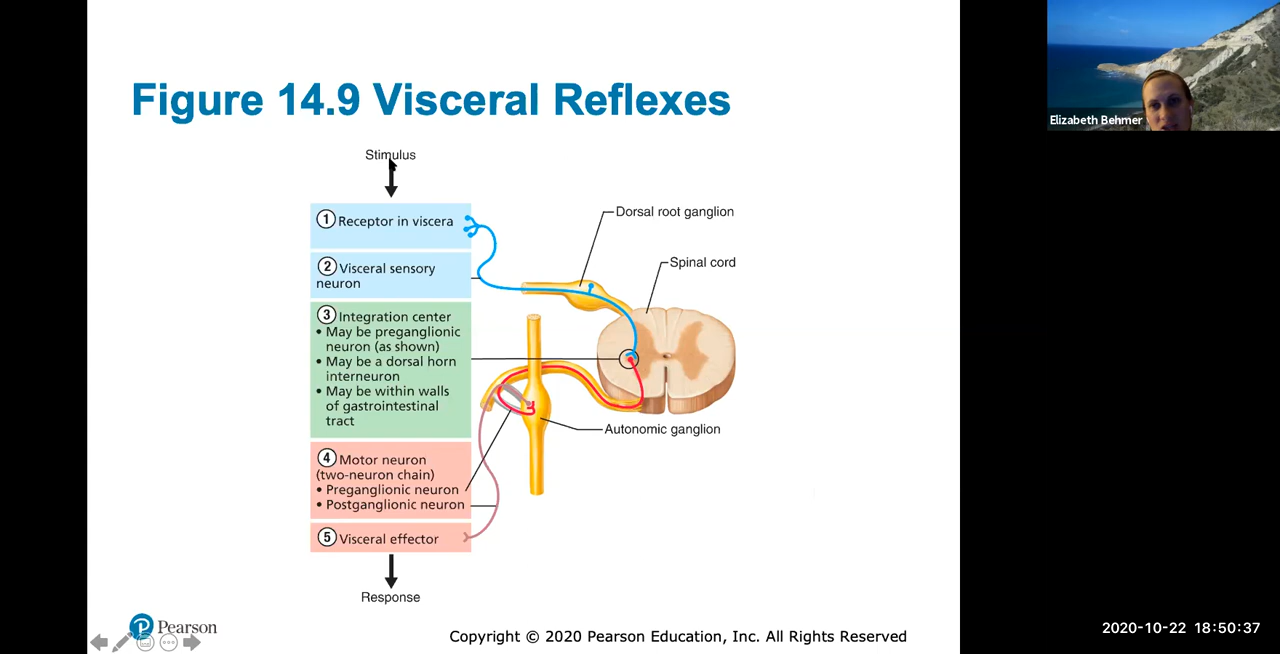 Figure 14.9 Visceral Reflexes
Stimulus
1 Receptor in viscera
2 Visceral sensory
neuron
3 Integration center
• May be preganglionic
neuron (as shown)
• May be a dorsal horn
interneuron
• May be within walls
of gastrointestinal
tract
4 Motor neuron
(two-neuron chain)
• Preganglionic neuron
• Postganglionic neuron
5 Visceral effector
Response
Dorsal root ganglion
Spinal cord
Autonomic ganglion
P Pearson
Copyright © 2020 Pearson Education, Inc. All Rights Reserved
Elizabeth Behmer
2020-10-22 18:50:37